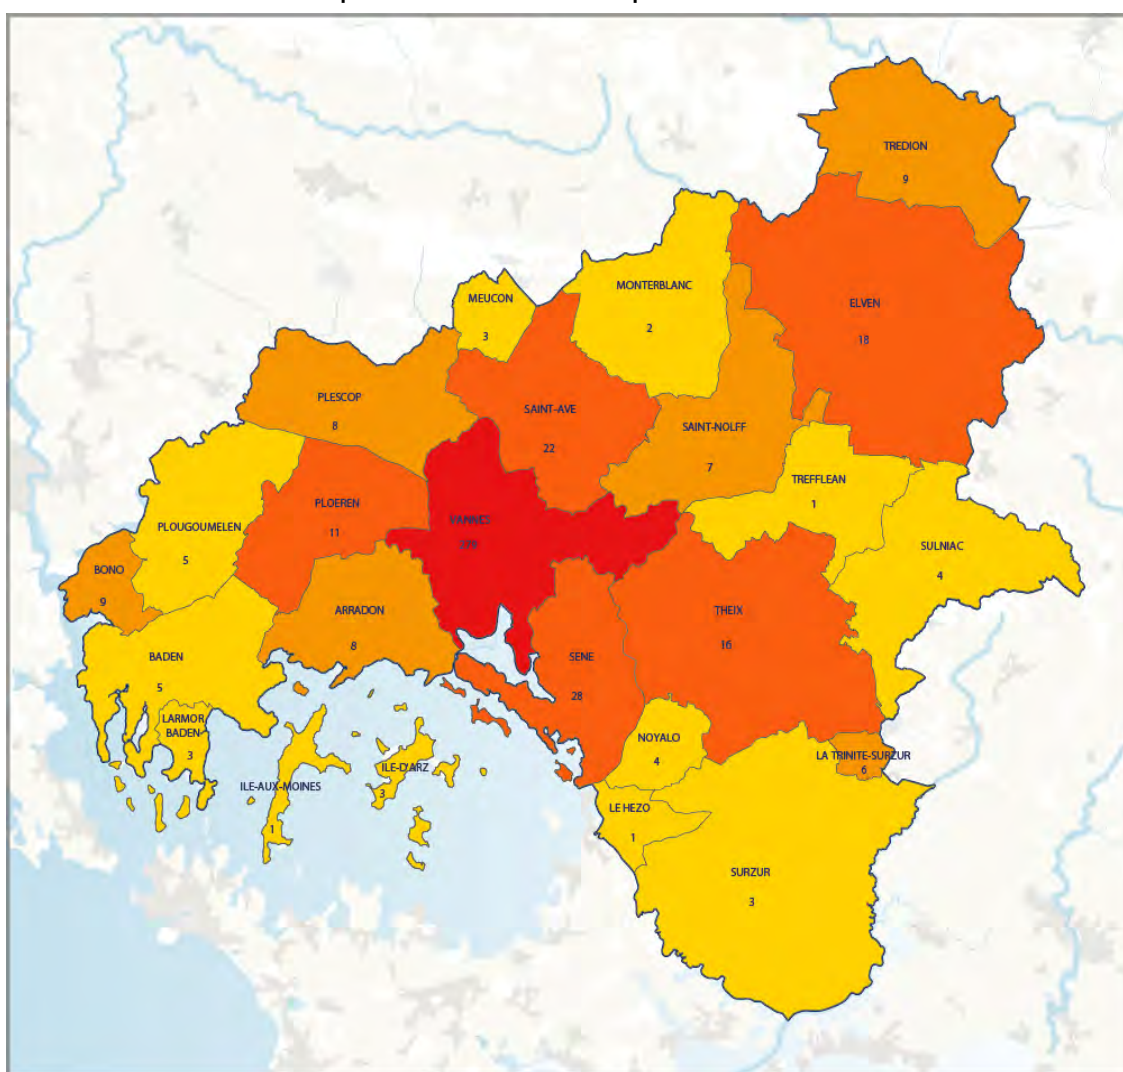 TREDION
9
MEUCON
3
MONTERBLANC
2
ELVEN
18
PLESCOP
8
SAINT-AVE
22
SAINT-NOLFF
7
TREFFLEAN
1
PLOEREN
11
VANNES
PLOUGOUMELEN
5
SULNIAC
4
BONO
9
ARRADON
8
THEIX
16
BADEN
5
SENE
28
LARMOR
BADEN
3
NOYALO
4
LA TRINITE-SURZUR
6
ILE-D'ARZ
3
ILE-AUX-MOINES
1
LE HEZO
1
SURZUR
3